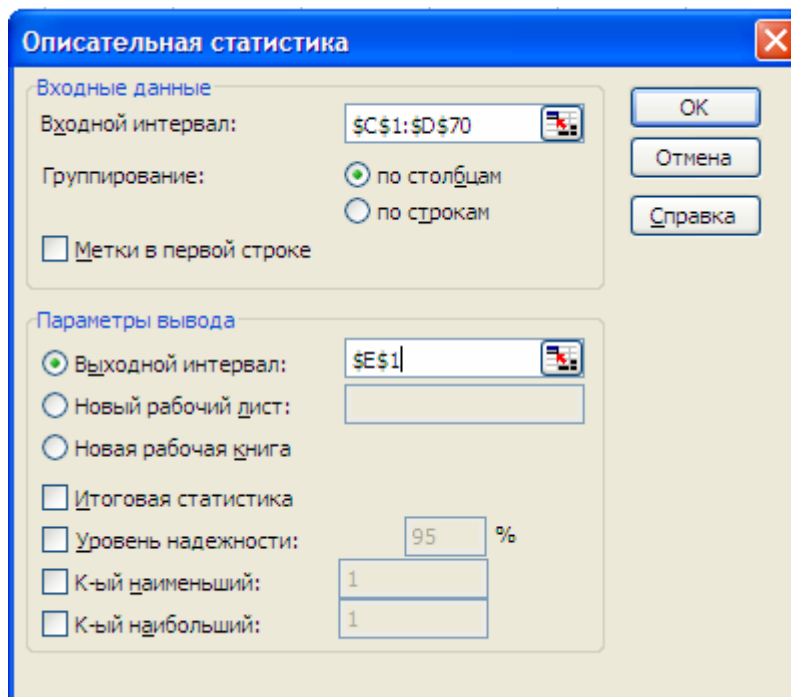 Описательная статистика
Входные данные
Входной интервал: $C$1:$D$70
Группирование: по столбцам
по строкам
Метки в первой строке
OK
Отмена
Справка
Параметры вывода
Выходной интервал: $E$1
Новый рабочий лист:
Новая рабочая книга
Итоговая статистика
Уровень надежности: 95 %
К-ый наименьший: 1
К-ый наибольший: 1